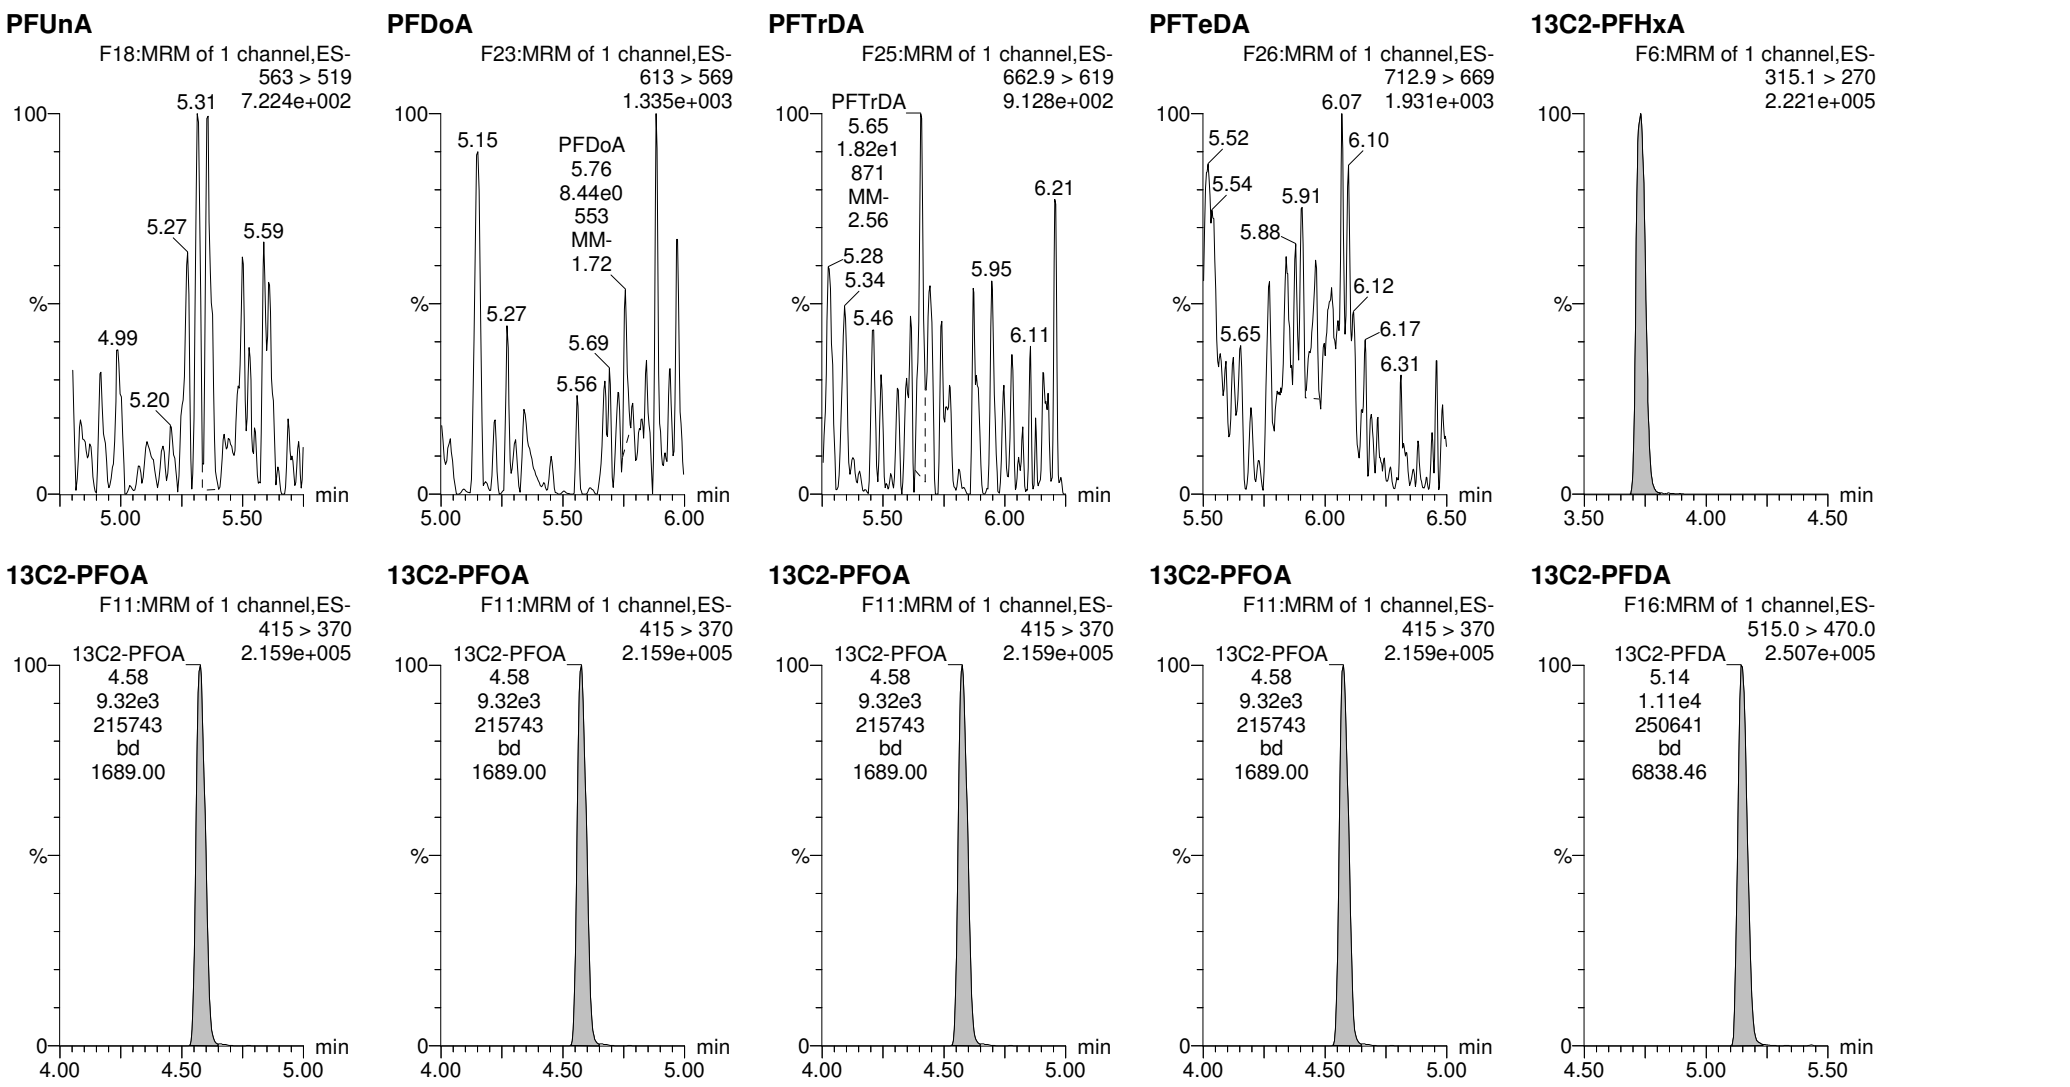 PFUnA
F18:MRM of 1 channel,ES-
563 > 519
7.224e+002
100
5.31
5.27
5.59
4.99
5.20
%
0
min
5.00
5.50
PFDoA
F23:MRM of 1 channel,ES-
613 > 569
1.335e+003
100
5.15
PFDoA
5.76
8.44e0
553
MM-
1.72
5.27
5.69
5.56
%
0
min
5.00
5.50
6.00
PFTrDA
F25:MRM of 1 channel,ES-
662.9 > 619
9.128e+002
100
PFTrDA
5.65
1.82e1
871
MM-
2.56
6.21
5.28
5.34
5.95
5.46
6.11
%
0
min
5.50
6.00
PFTeDA
F26:MRM of 1 channel,ES-
712.9 > 669
1.931e+003
100
6.07
5.52
6.10
5.54
5.91
5.88
6.12
5.65
6.17
6.31
%
0
min
5.50
6.00
6.50
13C2-PFHxA
F6:MRM of 1 channel,ES-
315.1 > 270
2.221e+005
100
%
0
min
3.50
4.00
4.50
13C2-PFOA
F11:MRM of 1 channel,ES-
415 > 370
2.159e+005
100
13C2-PFOA
4.58
9.32e3
215743
bd
1689.00
%
0
min
4.00
4.50
5.00
13C2-PFOA
F11:MRM of 1 channel,ES-
415 > 370
2.159e+005
100
13C2-PFOA
4.58
9.32e3
215743
bd
1689.00
%
0
min
4.00
4.50
5.00
13C2-PFOA
F11:MRM of 1 channel,ES-
415 > 370
2.159e+005
100
13C2-PFOA
4.58
9.32e3
215743
bd
1689.00
%
0
min
4.00
4.50
5.00
13C2-PFOA
F11:MRM of 1 channel,ES-
415 > 370
2.159e+005
100
13C2-PFOA
4.58
9.32e3
215743
bd
1689.00
%
0
min
4.00
4.50
5.00
13C2-PFDA
F16:MRM of 1 channel,ES-
515.0 > 470.0
2.507e+005
100
13C2-PFDA
5.14
1.11e4
250641
bd
6838.46
%
0
min
4.50
5.00
5.50